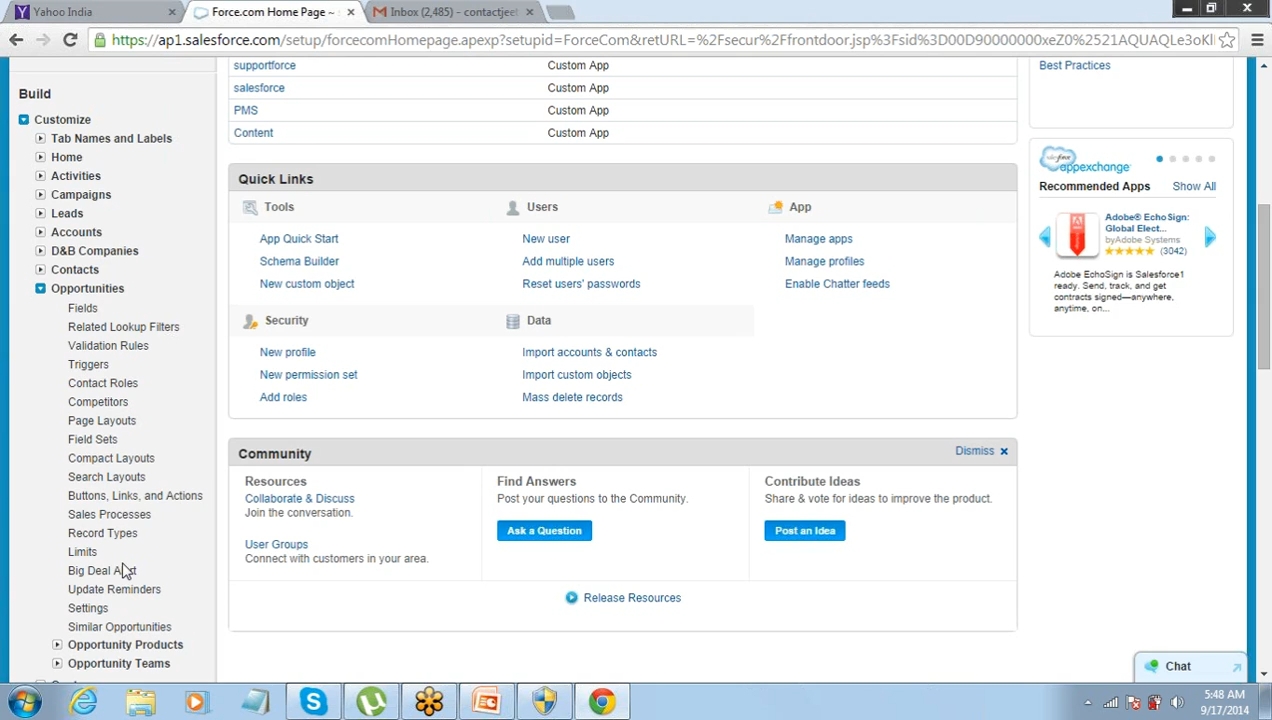 Yahoo India
Force.com Home Page ~
Inbox (2,485) - contactjeet
https://ap1.salesforce.com/setup/forcecomHomepage.apexp?setupid=ForceCom&retURL=%2Fsecur%2Ffrontdoor.jsp%3Fsid%3D00D90000000xeZ0%2521AQUAQLe3oKl
Build
Customize
Tab Names and Labels
Home
Activities
Campaigns
Leads
Accounts
D&B Companies
Contacts
Opportunities
Fields
Related Lookup Filters
Validation Rules
Triggers
Contact Roles
Competitors
Page Layouts
Field Sets
Compact Layouts
Search Layouts
Buttons, Links, and Actions
Sales Processes
Record Types
Limits
Big Deal Alert
Update Reminders
Settings
Similar Opportunities
Opportunity Products
Opportunity Teams
supportforce Custom App
salesforce Custom App
PMS Custom App
Content Custom App
Quick Links
Tools
App Quick Start
Schema Builder
New custom object
Users
New user
Add multiple users
Reset users' passwords
App
Manage apps
Manage profiles
Enable Chatter feeds
Security
New profile
New permission set
Add roles
Data
Import accounts & contacts
Import custom objects
Mass delete records
Community
Dismiss
Resources
Collaborate & Discuss
Join the conversation.
User Groups
Connect with customers in your area.
Find Answers
Post your questions to the Community.
Ask a Question
Contribute Ideas
Share & vote for ideas to improve the product.
Post an Idea
Release Resources
Best Practices
salesforce
appexchange
Recommended Apps Show All
Adobe® EchoSign:
Global Elect...
byAdobe Systems
(3042)
Adobe EchoSign is Salesforce1
ready. Send, track, and get
contracts signed—anywhere,
anytime, on...
Chat
5:48 AM
9/17/2014